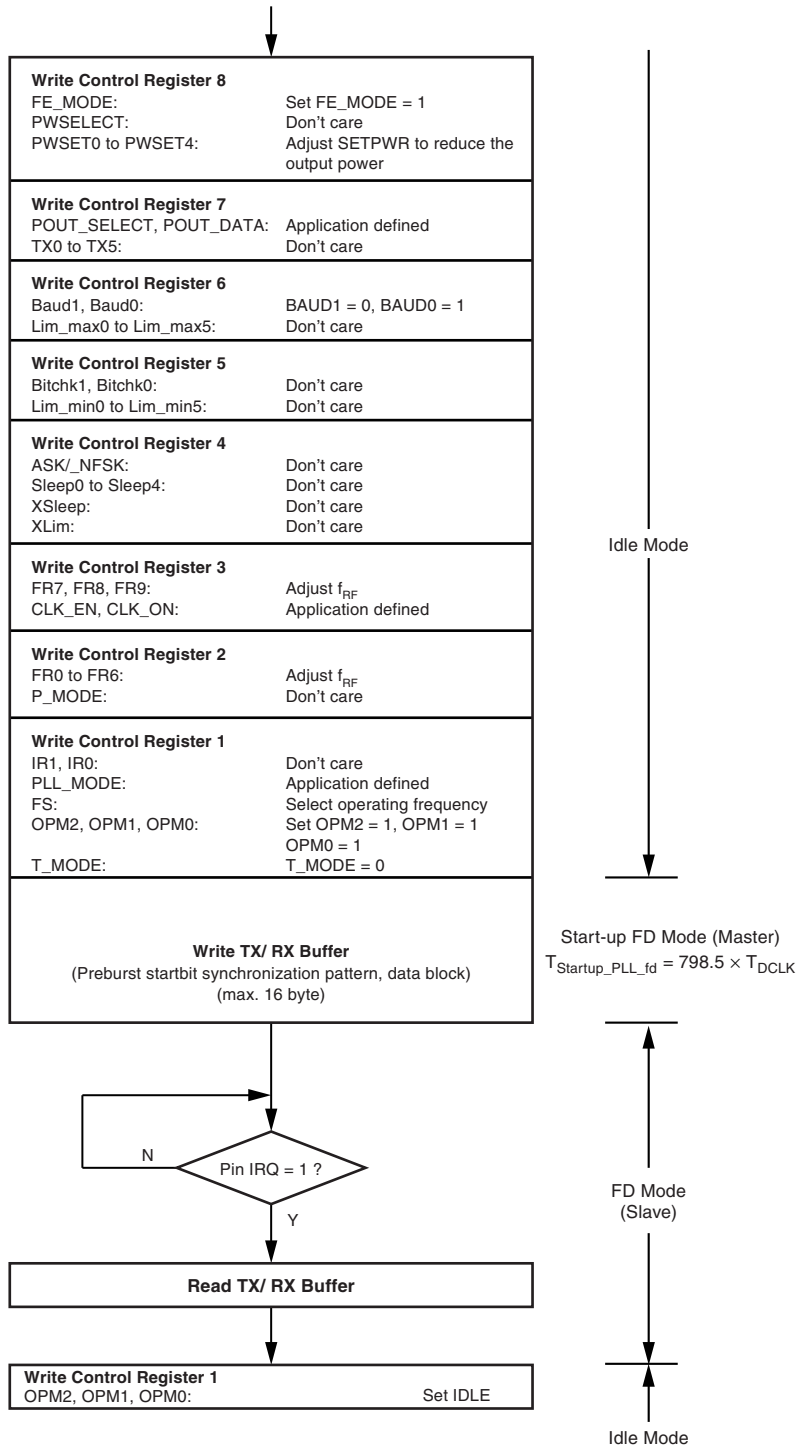 Write Control Register 8
FE_MODE: Set FE_MODE = 1
PWSELECT: Don't care
PWSET0 to PWSET4: Adjust SETPWR to reduce the
output power
Write Control Register 7
POUT_SELECT, POUT_DATA: Application defined
TX0 to TX5: Don't care
Write Control Register 6
Baud1, Baud0: BAUD1 = 0, BAUD0 = 1
Lim_max0 to Lim_max5: Don't care
Write Control Register 5
Bitchk1, Bitchk0: Don't care
Lim_min0 to Lim_min5: Don't care
Write Control Register 4
ASK/_NFSK: Don't care
Sleep0 to Sleep4: Don't care
XSleep: Don't care
XLim: Don't care
Idle Mode
Write Control Register 3
FR7, FR8, FR9: Adjust fRF
CLK_EN, CLK_ON: Application defined
Write Control Register 2
FR0 to FR6: Adjust fRF
P_MODE: Don't care
Write Control Register 1
IR1, IR0: Don't care
PLL_MODE: Application defined
FS: Select operating frequency
OPM2, OPM1, OPM0: Set OPM2 = 1, OPM1 = 1
OPM0 = 1
T_MODE: T_MODE = 0
Write TX/ RX Buffer
(Preburst startbit synchronization pattern, data block)
(max. 16 byte)
Start-up FD Mode (Master)
TStartup_PLL_fd = 798.5 × TDCLK
N
Pin IRQ = 1 ?
Y
FD Mode
(Slave)
Read TX/ RX Buffer
Write Control Register 1
OPM2, OPM1, OPM0: Set IDLE
Idle Mode